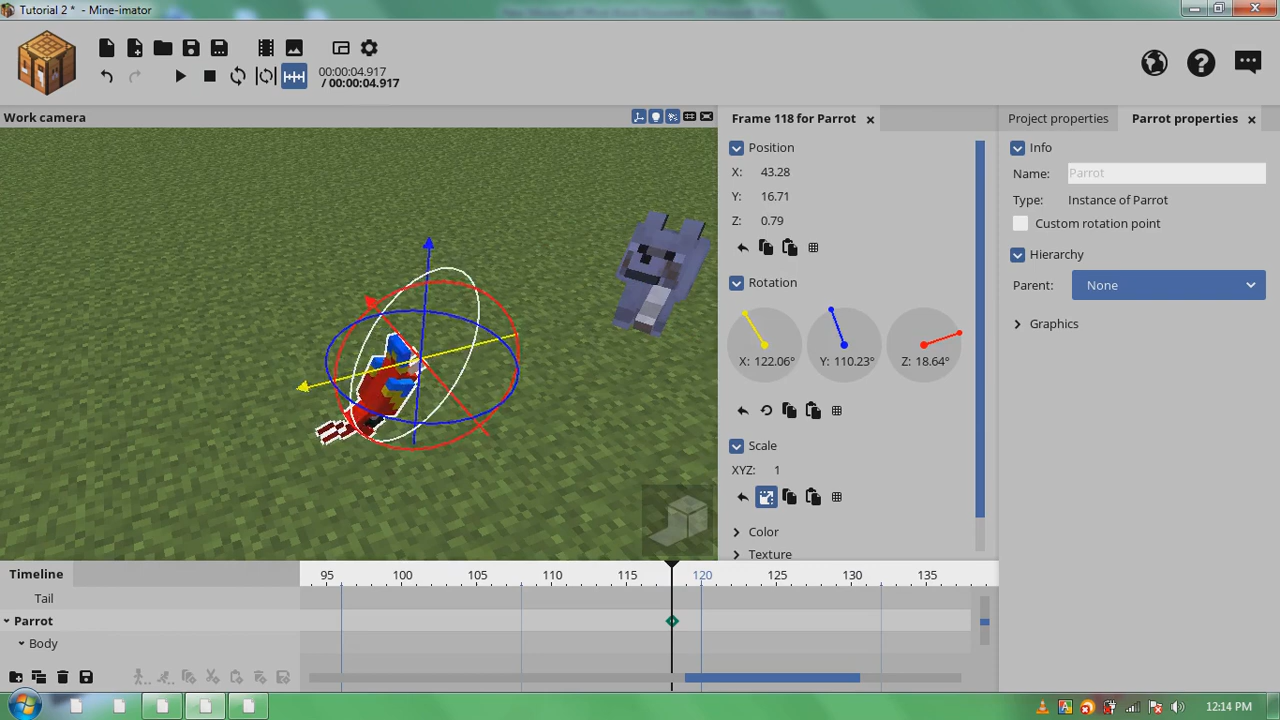 Tutorial 2 * - Mine-imator
00:00:04.917
/ 00:00:04.917
Work camera
Frame 118 for Parrot
Position
X: 43.28
Y: 16.71
Z: 0.79
Rotation
X: 122.06° Y: 110.23° Z: 18.64°
Scale
XYZ: 1
Color
Texture
Project properties Parrot properties
Info
Name: Parrot
Type: Instance of Parrot
Custom rotation point
Hierarchy
Parent: None
Graphics
Timeline 95 100 105 110 115 120 125 130 135
Tail
Parrot
Body
12:14 PM